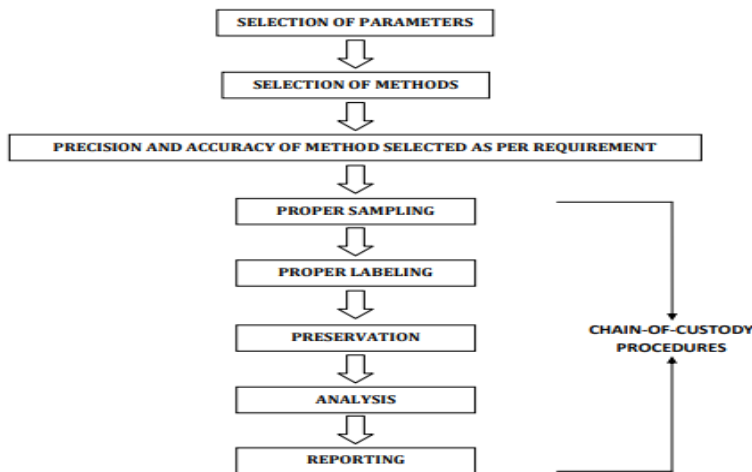 SELECTION OF PARAMETERS
SELECTION OF METHODS
PRECISION AND ACCURACY OF METHOD SELECTED AS PER REQUIREMENT
PROPER SAMPLING
PROPER LABELING
PRESERVATION
CHAIN-OF-CUSTODY
PROCEDURES
ANALYSIS
REPORTING